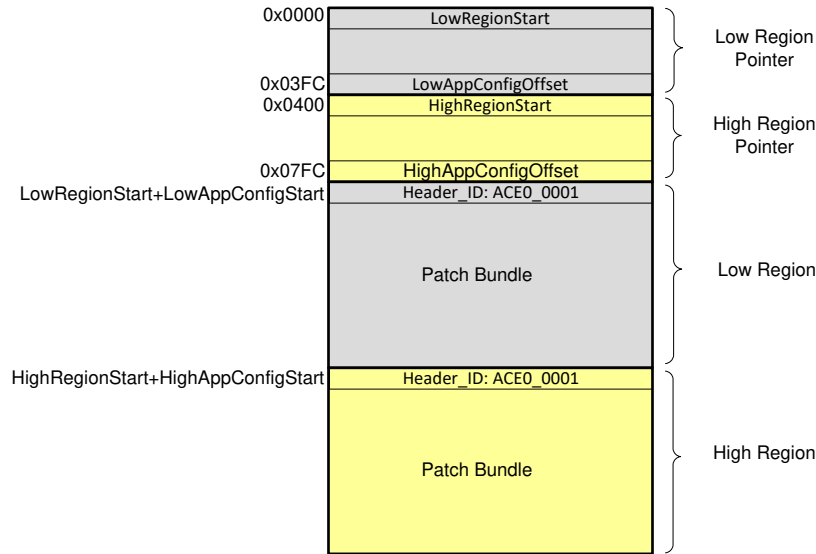 0x0000
LowRegionStart
Low Region
Pointer
0x03FC
LowAppConfigOffset
0x0400
HighRegionStart
High Region
Pointer
0x07FC
HighAppConfigOffset
LowRegionStart+LowAppConfigStart
Header_ID: ACE0_0001
Patch Bundle
Low Region
HighRegionStart+HighAppConfigStart
Header_ID: ACE0_0001
Patch Bundle
High Region